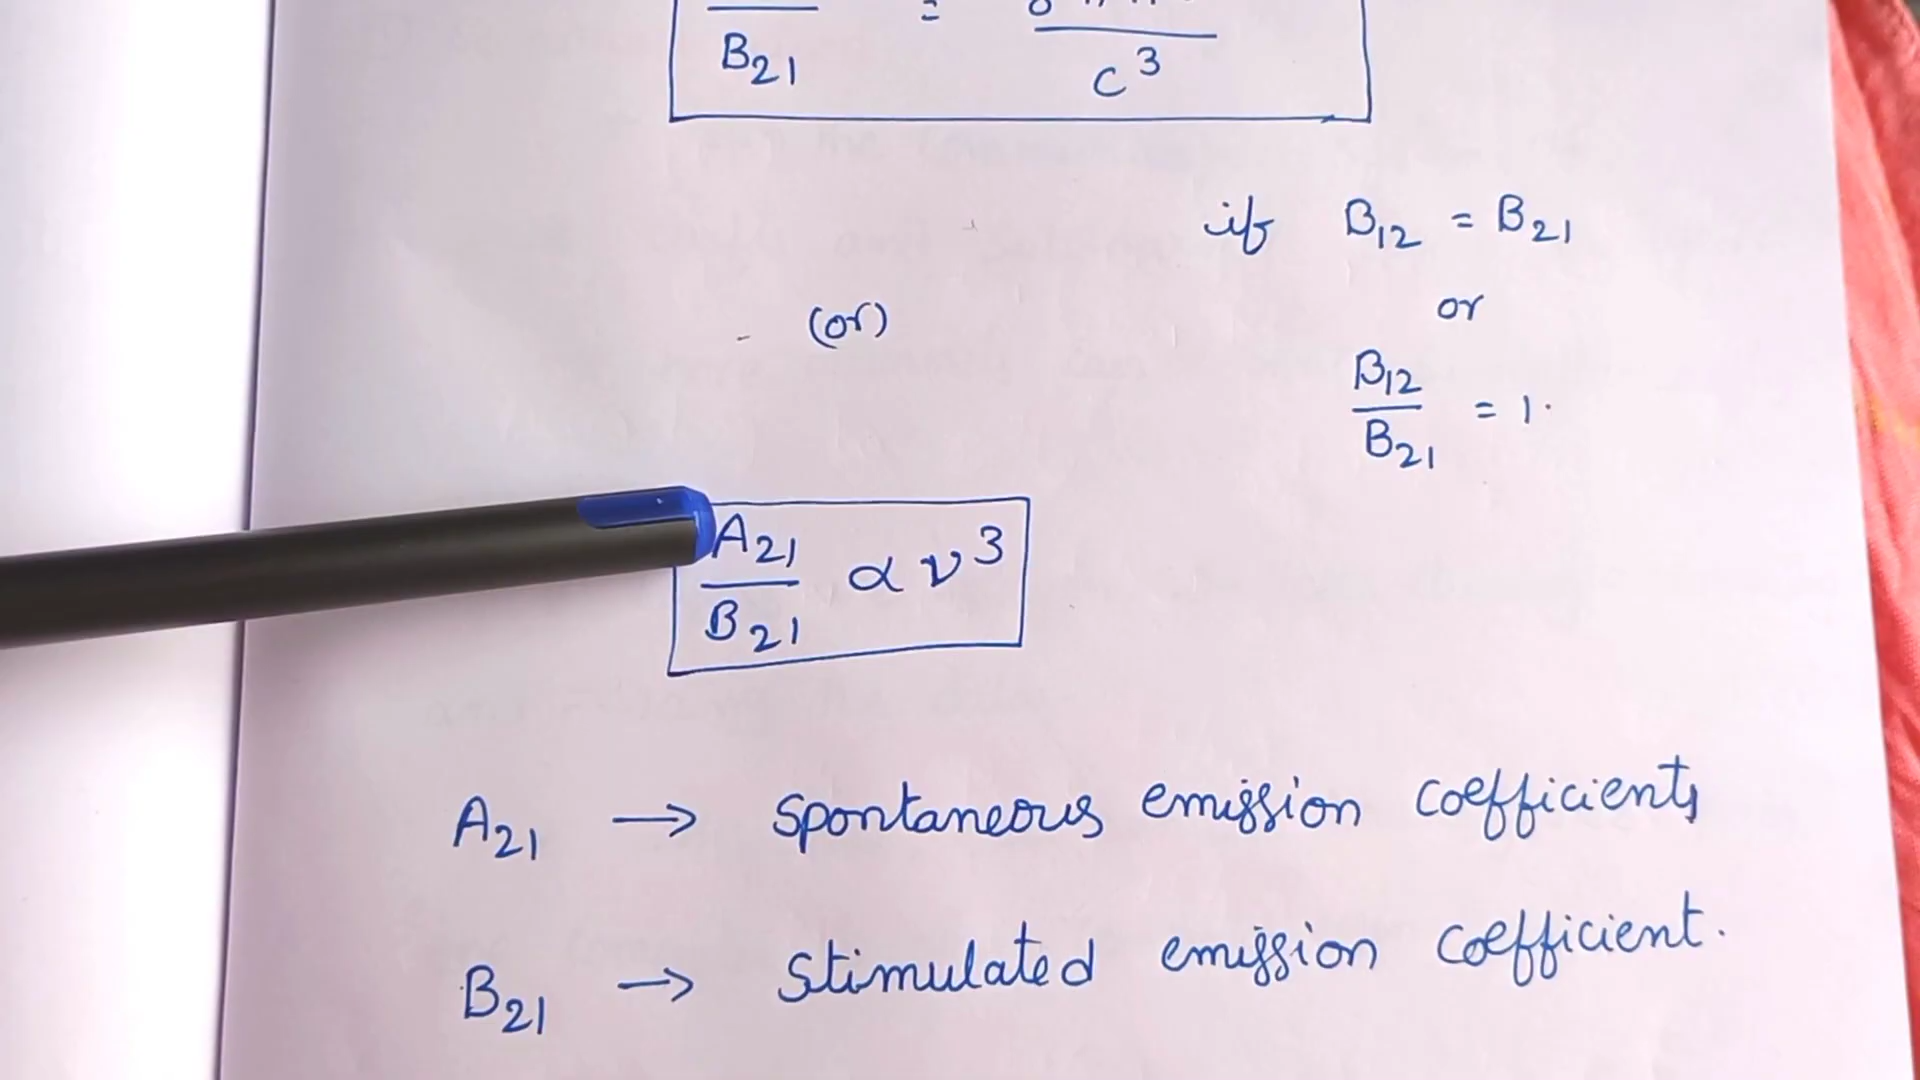 B₂₁ = c³
if B₁₂ = B₂₁
(or) or
B₁₂ / B₂₁ = 1.
A₂₁ / B₂₁ ∝ ν³
A₂₁ → Spontaneous emission coefficients
B₂₁ → Stimulated emission coefficient.